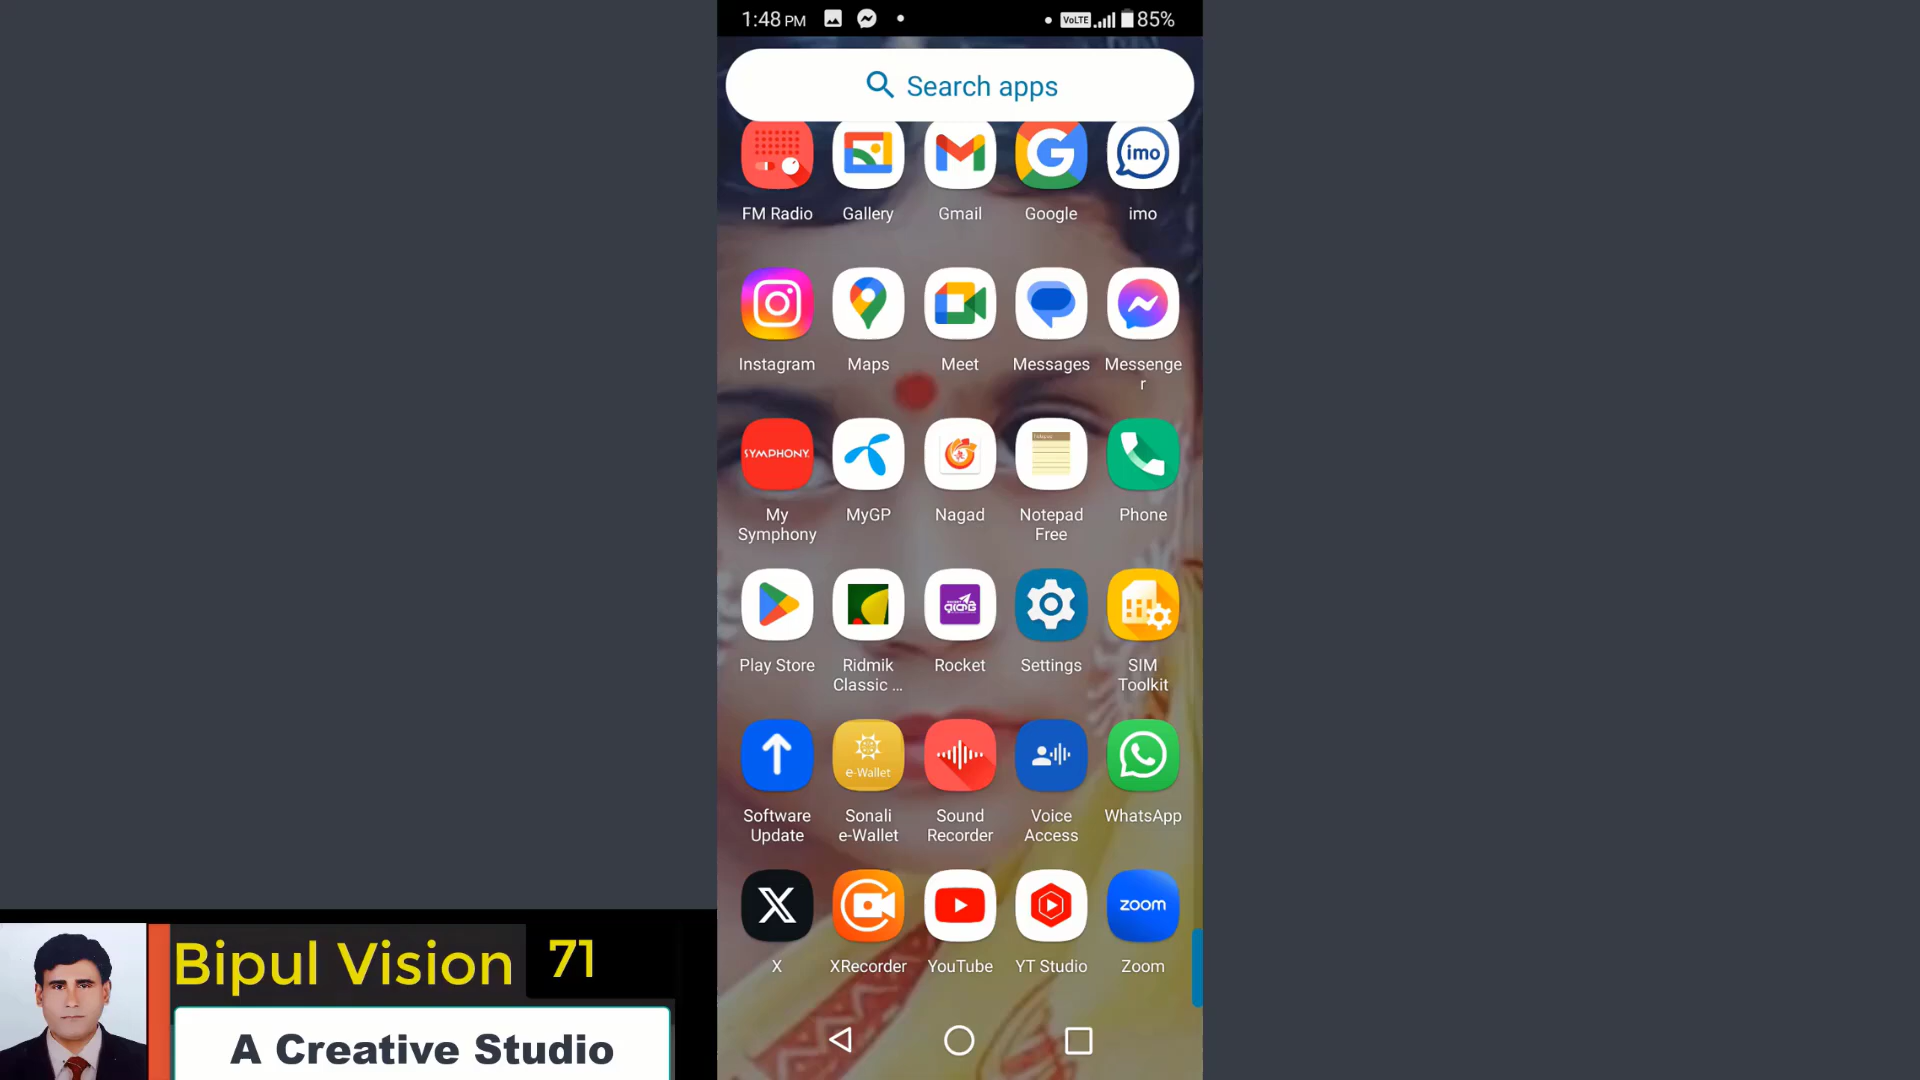 1:48 PM
VoLTE 85%
Search apps
imo
FM Radio Gallery Gmail Google imo
Instagram Maps Meet Messages Messenge
r
SYMPHONY
My MyGP Nagad Notepad Phone
Symphony Free
Play Store Ridmik Rocket Settings SIM
Classic ... Toolkit
e-Wallet
Software Sonali Sound Voice WhatsApp
Update e-Wallet Recorder Access
zoom
X XRecorder YouTube YT Studio Zoom
Bipul Vision 71
A Creative Studio